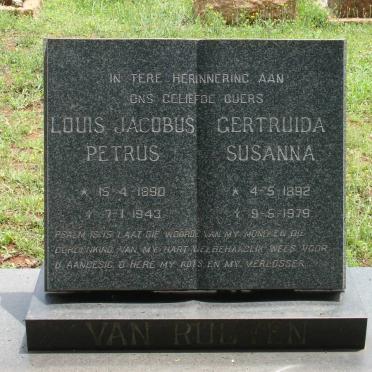 IN TERE HERINNERING AAN
ONS GELIEFDE OUERS
LOUIS JACOBUS GERTRUIDA
PETRUS SUSANNA
* 15-4-1890 * 4-5-1892
† 7-1-1943 † 9-5-1979
PSALM 19:15 LAAT DIE WOORDE VAN MY MOND EN DIE
OORDENKING VAN MY HART WELBEHAAGLIK WEES VOOR
U AANGESIG, O HERE MY ROTS EN MY VERLOSSER.
VAN